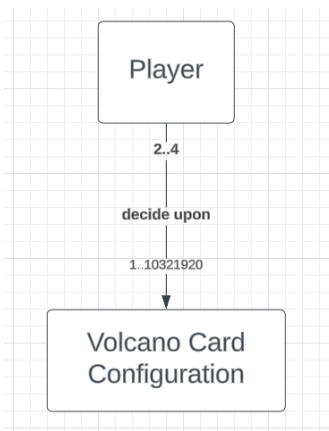 Player
2..4
decide upon
1..10321920
Volcano Card
Configuration